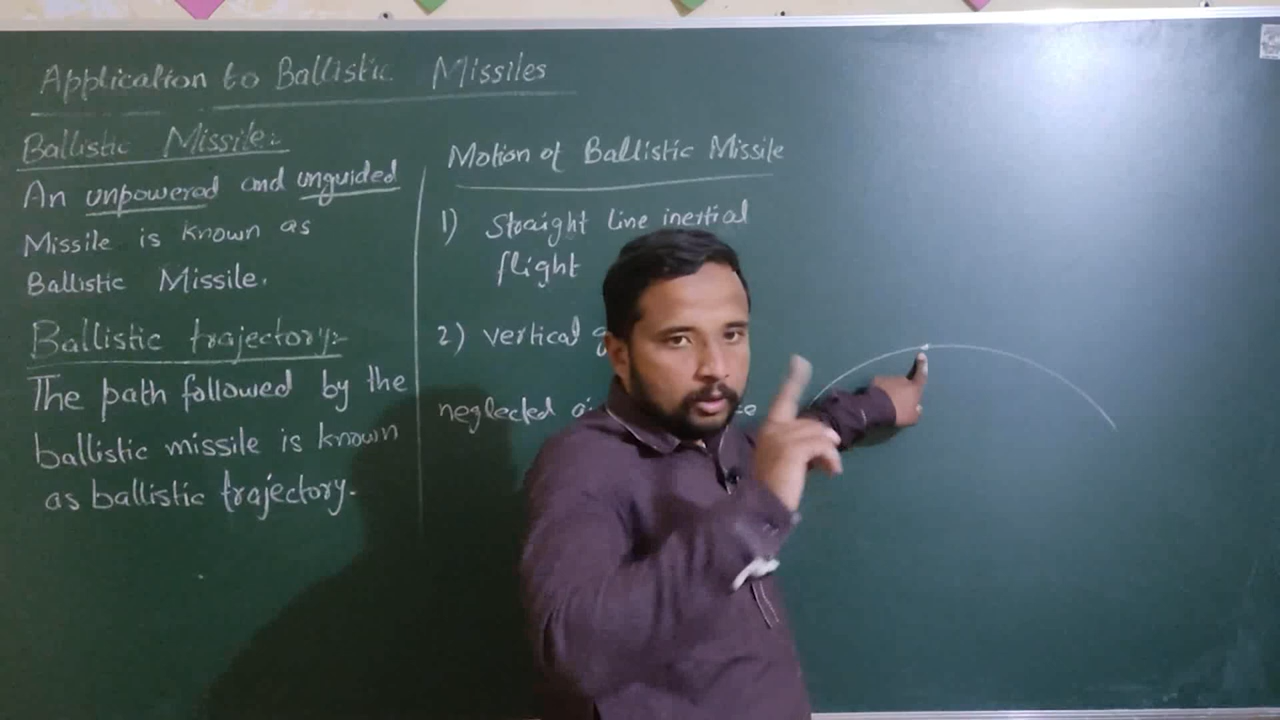 Application to Ballistic Missiles
Ballistic Missile:-
An unpowered and unguided
Missile is known as
Ballistic Missile.
Ballistic trajectory:-
The path followed by the
ballistic missile is known
as ballistic trajectory.
Motion of Ballistic Missile
1) Straight line inertial
flight
2) vertical
neglected